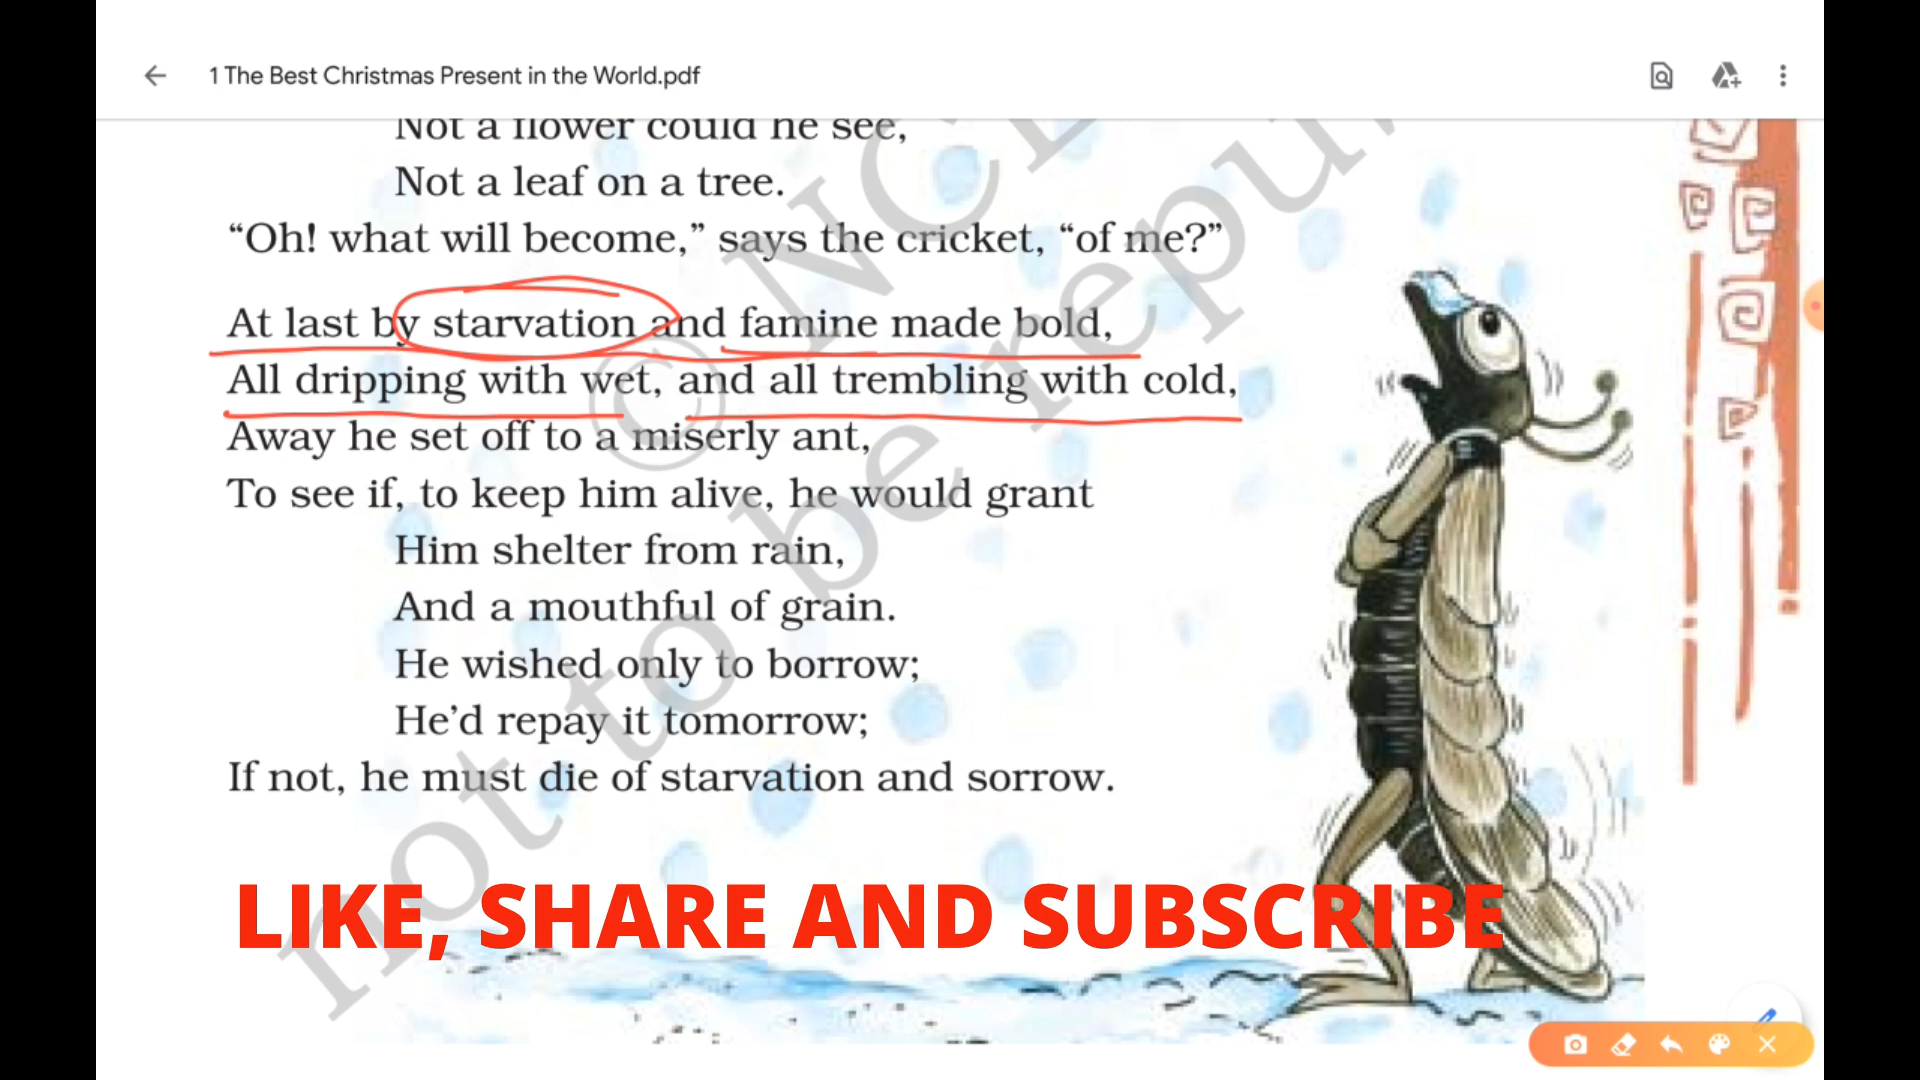 1 The Best Christmas Present in the World.pdf
Not a flower could he see,
Not a leaf on a tree.
“Oh! what will become,” says the cricket, “of me?”
At last by starvation and famine made bold,
All dripping with wet, and all trembling with cold,
Away he set off to a miserly ant,
To see if, to keep him alive, he would grant
Him shelter from rain,
And a mouthful of grain.
He wished only to borrow;
He’d repay it tomorrow;
If not, he must die of starvation and sorrow.
LIKE, SHARE AND SUBSCRIBE
not to be